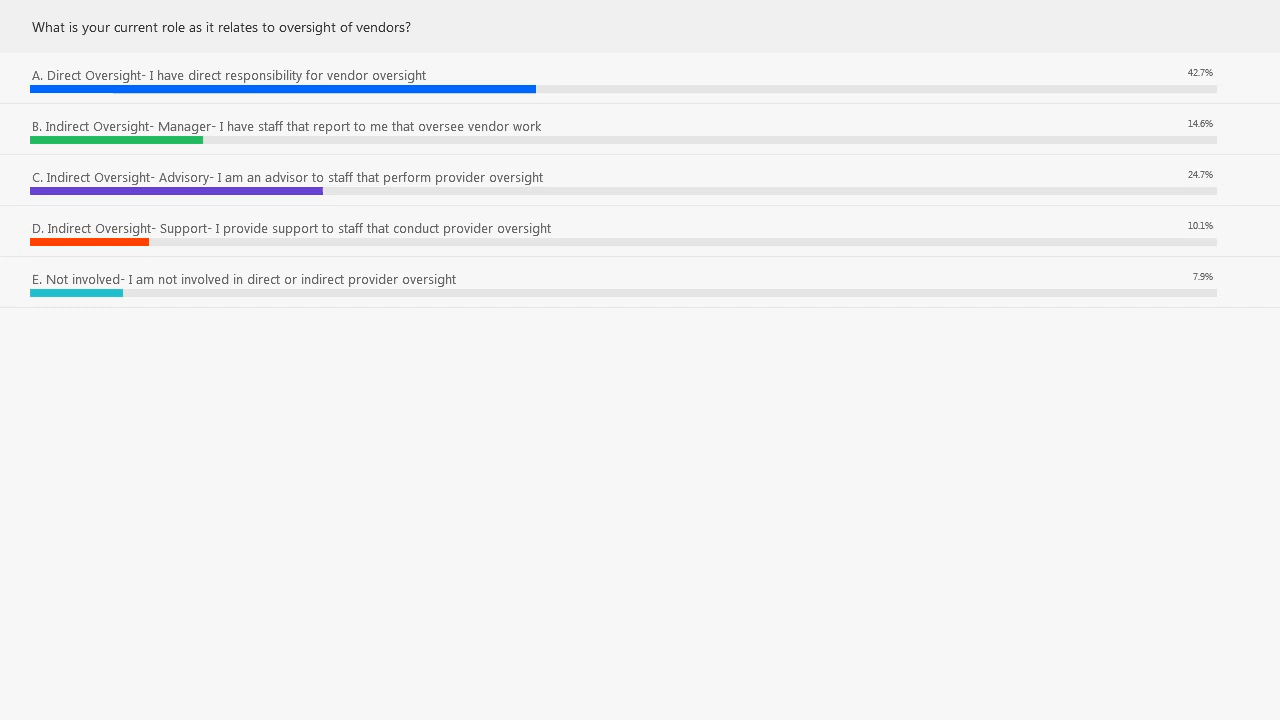 What is your current role as it relates to oversight of vendors?
A. Direct Oversight- I have direct responsibility for vendor oversight
42.7%
B. Indirect Oversight- Manager- I have staff that report to me that oversee vendor work
14.6%
C. Indirect Oversight- Advisory- I am an advisor to staff that perform provider oversight
24.7%
D. Indirect Oversight- Support- I provide support to staff that conduct provider oversight
10.1%
E. Not involved- I am not involved in direct or indirect provider oversight
7.9%